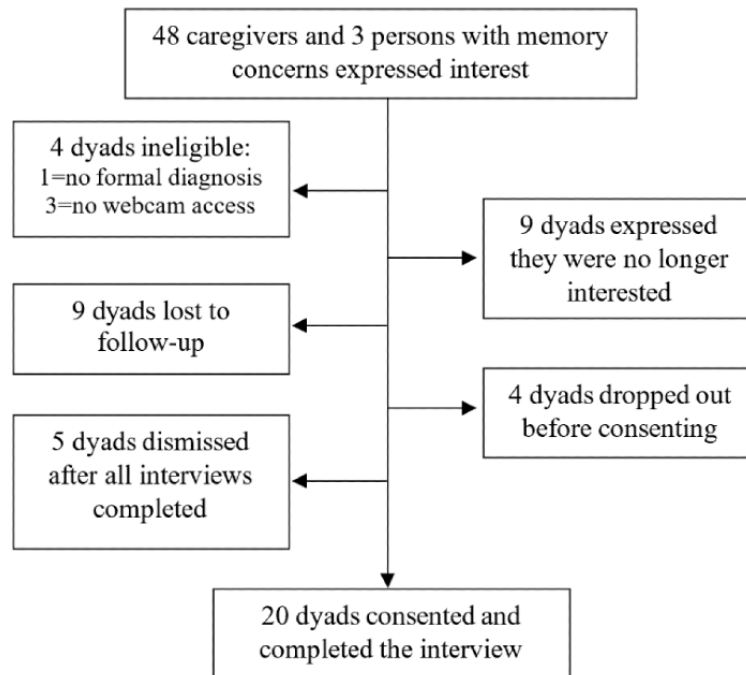 48 caregivers and 3 persons with memory
concerns expressed interest
4 dyads ineligible:
1=no formal diagnosis
3=no webcam access
9 dyads expressed
they were no longer
interested
9 dyads lost to
follow-up
4 dyads dropped out
before consenting
5 dyads dismissed
after all interviews
completed
20 dyads consented and
completed the interview